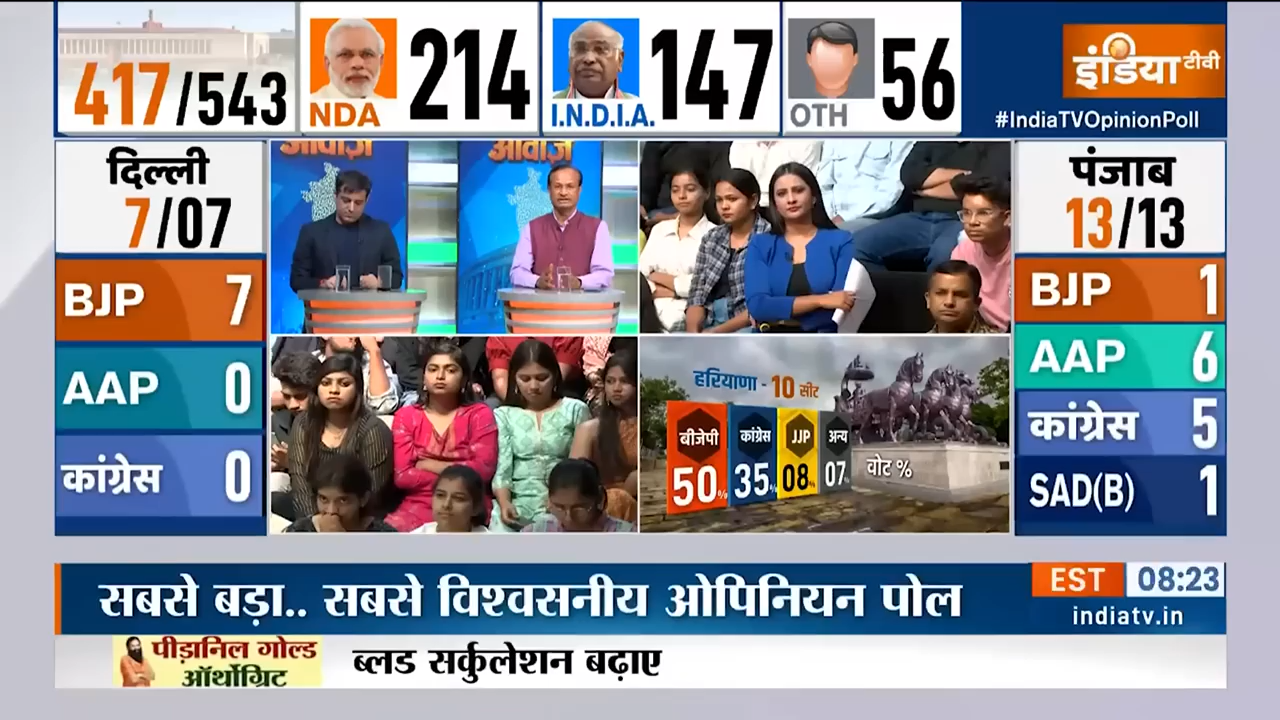 417/543
NDA
214
I.N.D.I.A.
147
OTH
56
इंडिया टीवी
#IndiaTVOpinionPoll
दिल्ली
7/07
BJP 7
AAP 0
कांग्रेस 0
आवाज़
आवाज़
हरियाणा - 10 सीट
बीजेपी 50%
कांग्रेस 35%
JJP 08%
अन्य 07%
वोट %
पंजाब
13/13
BJP 1
AAP 6
कांग्रेस 5
SAD(B) 1
सबसे बड़ा.. सबसे विश्वसनीय ओपिनियन पोल
EST 08:23
indiatv.in
पीड़ानिल गोल्ड
ऑर्थोग्रिट
ब्लड सर्कुलेशन बढ़ाए